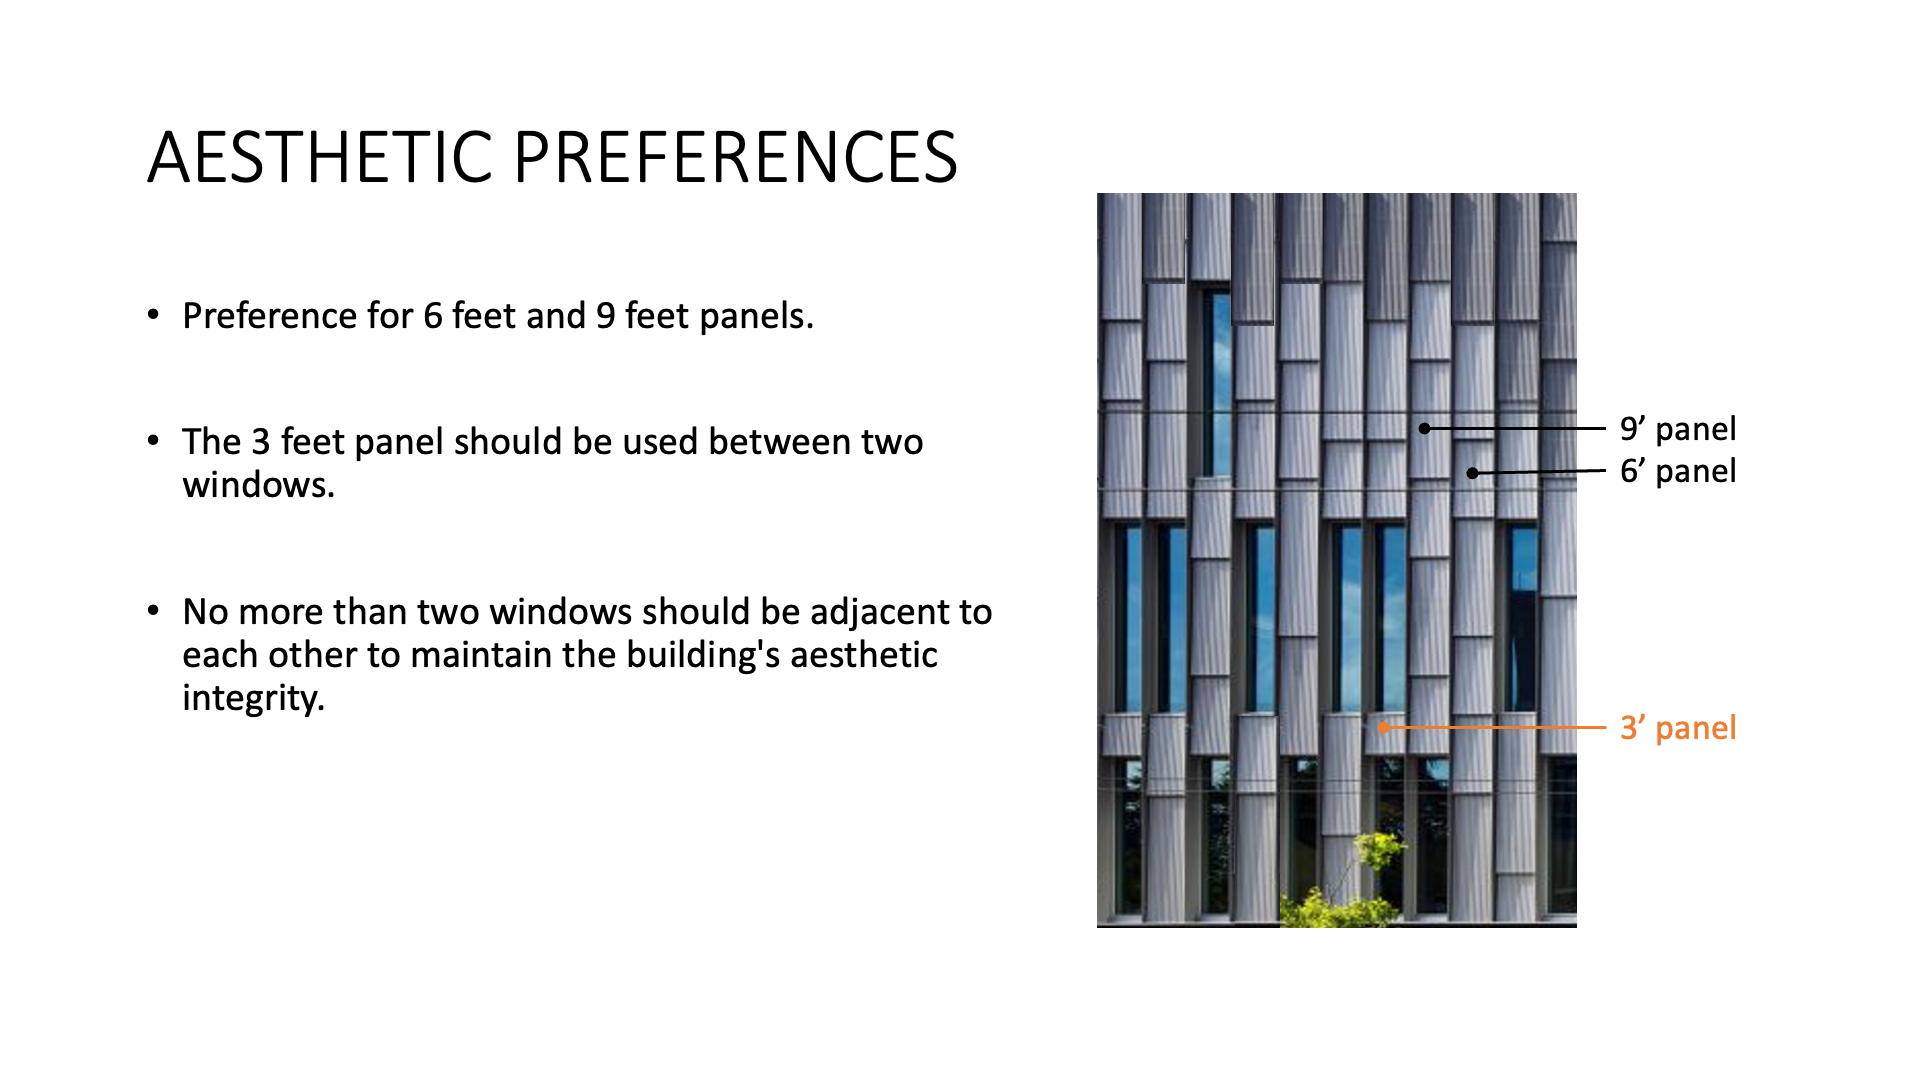 AESTHETIC PREFERENCES
• Preference for 6 feet and 9 feet panels.
• The 3 feet panel should be used between two
windows.
• No more than two windows should be adjacent to
each other to maintain the building's aesthetic
integrity.
9’ panel
6’ panel
3’ panel